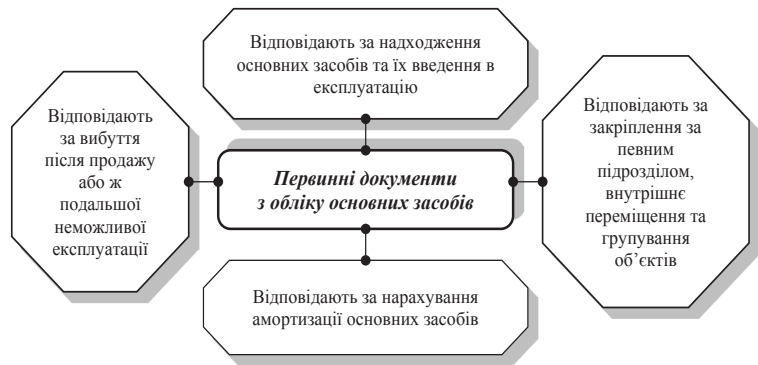 Відповідають за надходження
основних засобів та їх введення в
експлуатацію
Відповідають
за вибуття
після продажу
або ж
подальшої
неможливої
експлуатації
Первинні документи
з обліку основних засобів
Відповідають за
закріплення за
певним
підрозділом,
внутрішнє
переміщення та
групування
об’єктів
Відповідають за нарахування
амортизації основних засобів